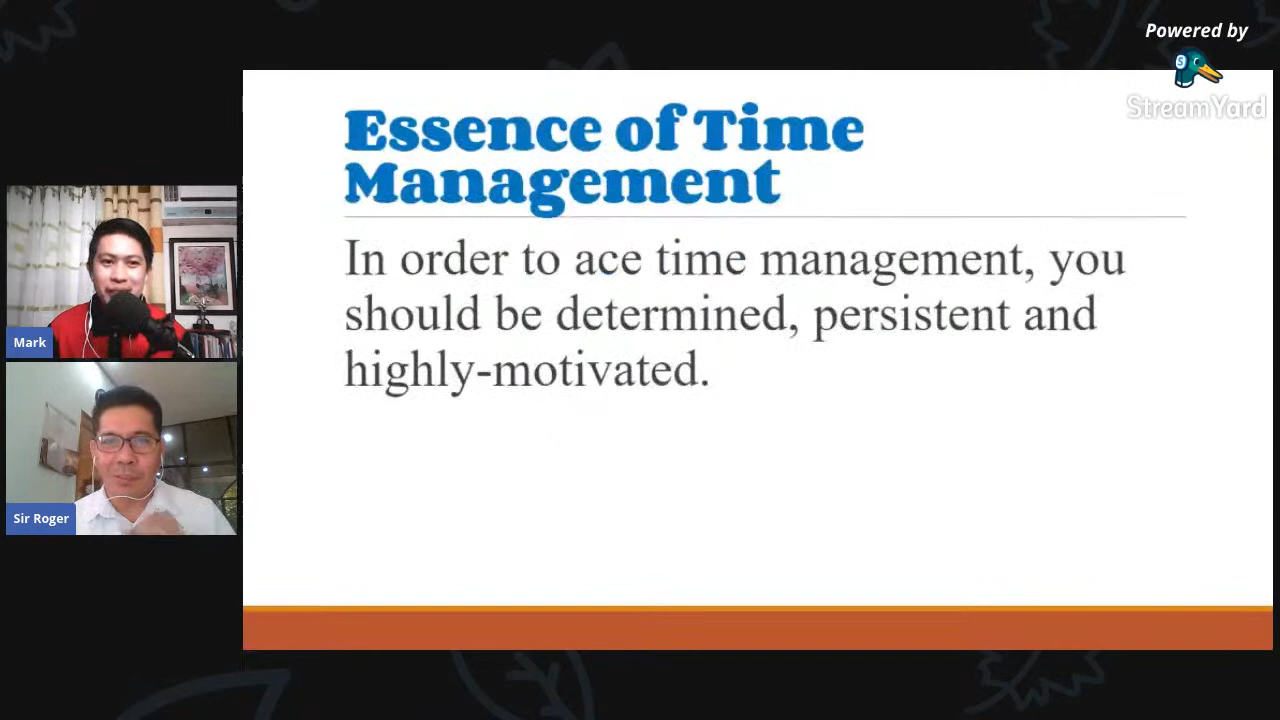 Powered by
StreamYard
Essence of Time
Management
In order to ace time management, you
should be determined, persistent and
highly-motivated.
Mark
Sir Roger